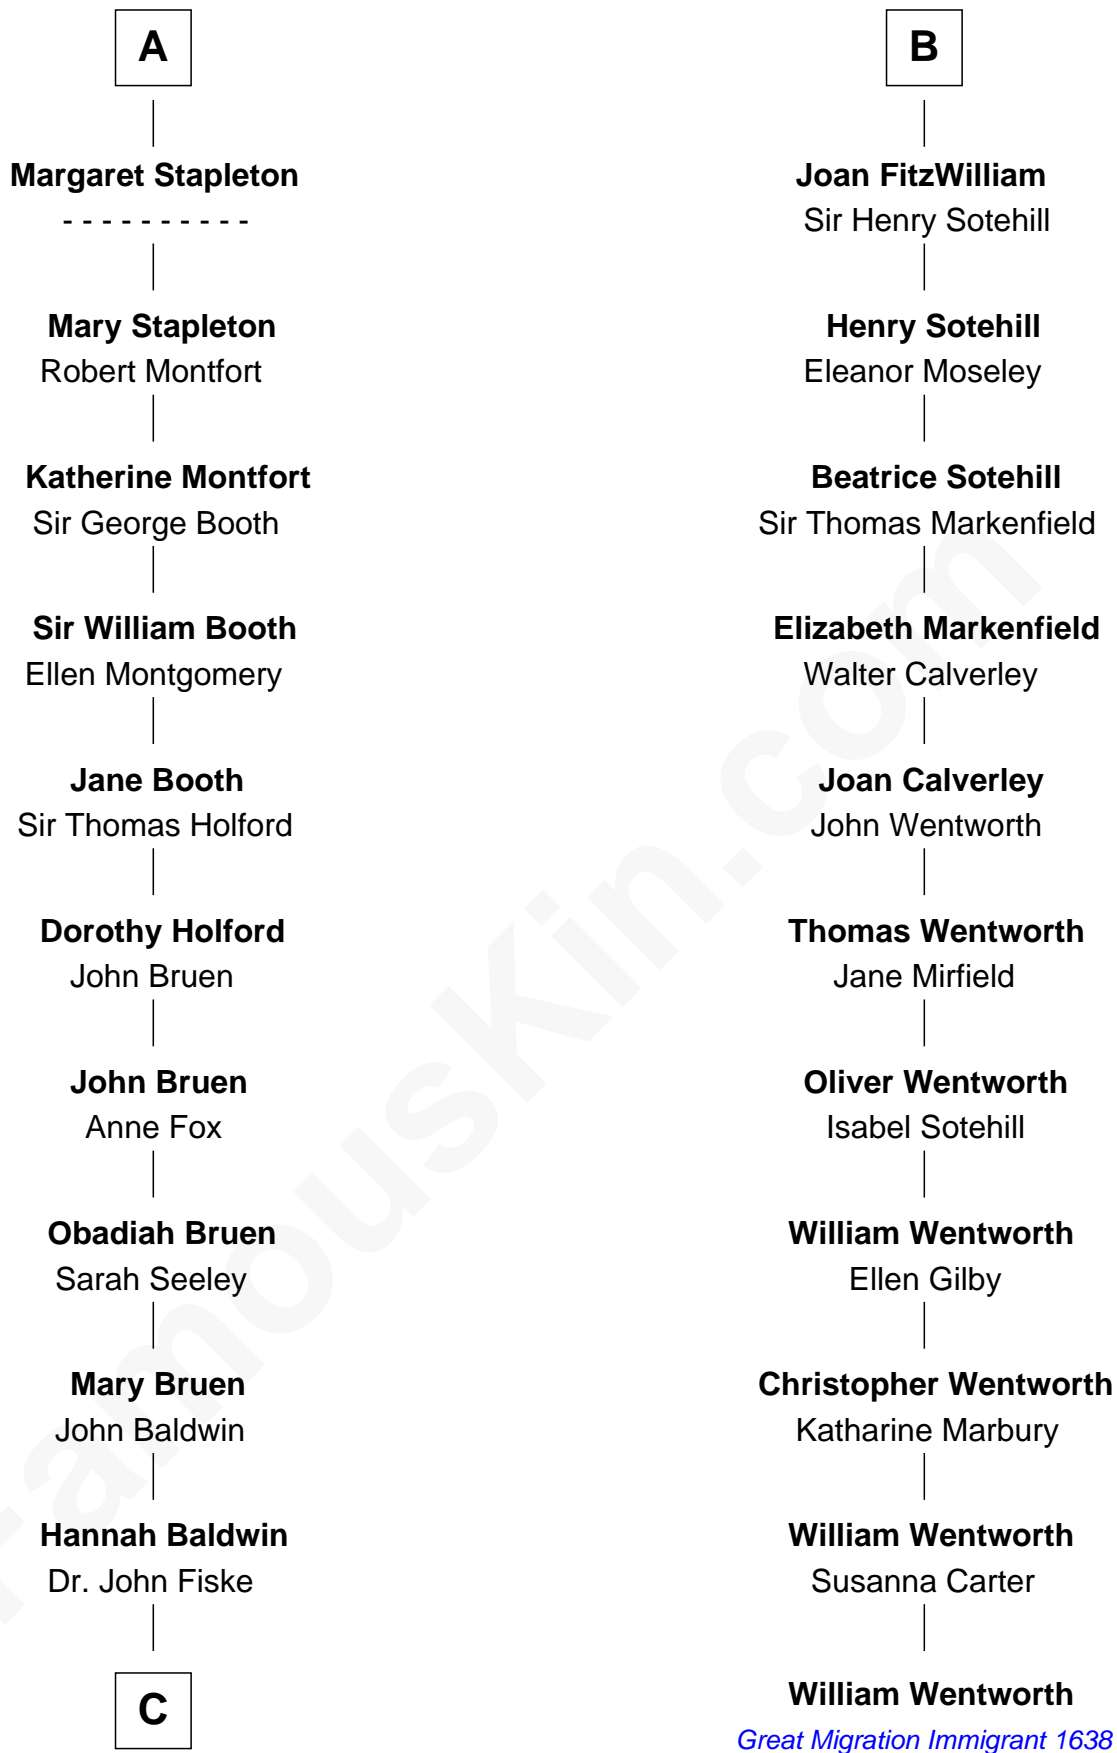 A
Margaret Stapleton
- - - - - - - - - -
Mary Stapleton
Robert Montfort
Katherine Montfort
Sir George Booth
Sir William Booth
Ellen Montgomery
Jane Booth
Sir Thomas Holford
Dorothy Holford
John Bruen
John Bruen
Anne Fox
Obadiah Bruen
Sarah Seeley
Mary Bruen
John Baldwin
Hannah Baldwin
Dr. John Fiske
C
B
Joan FitzWilliam
Sir Henry Sotehill
Henry Sotehill
Eleanor Moseley
Beatrice Sotehill
Sir Thomas Markenfield
Elizabeth Markenfield
Walter Calverley
Joan Calverley
John Wentworth
Thomas Wentworth
Jane Mirfield
Oliver Wentworth
Isabel Sotehill
William Wentworth
Ellen Gilby
Christopher Wentworth
Katharine Marbury
William Wentworth
Susanna Carter
William Wentworth
Great Migration Immigrant 1638
FamousKin.com